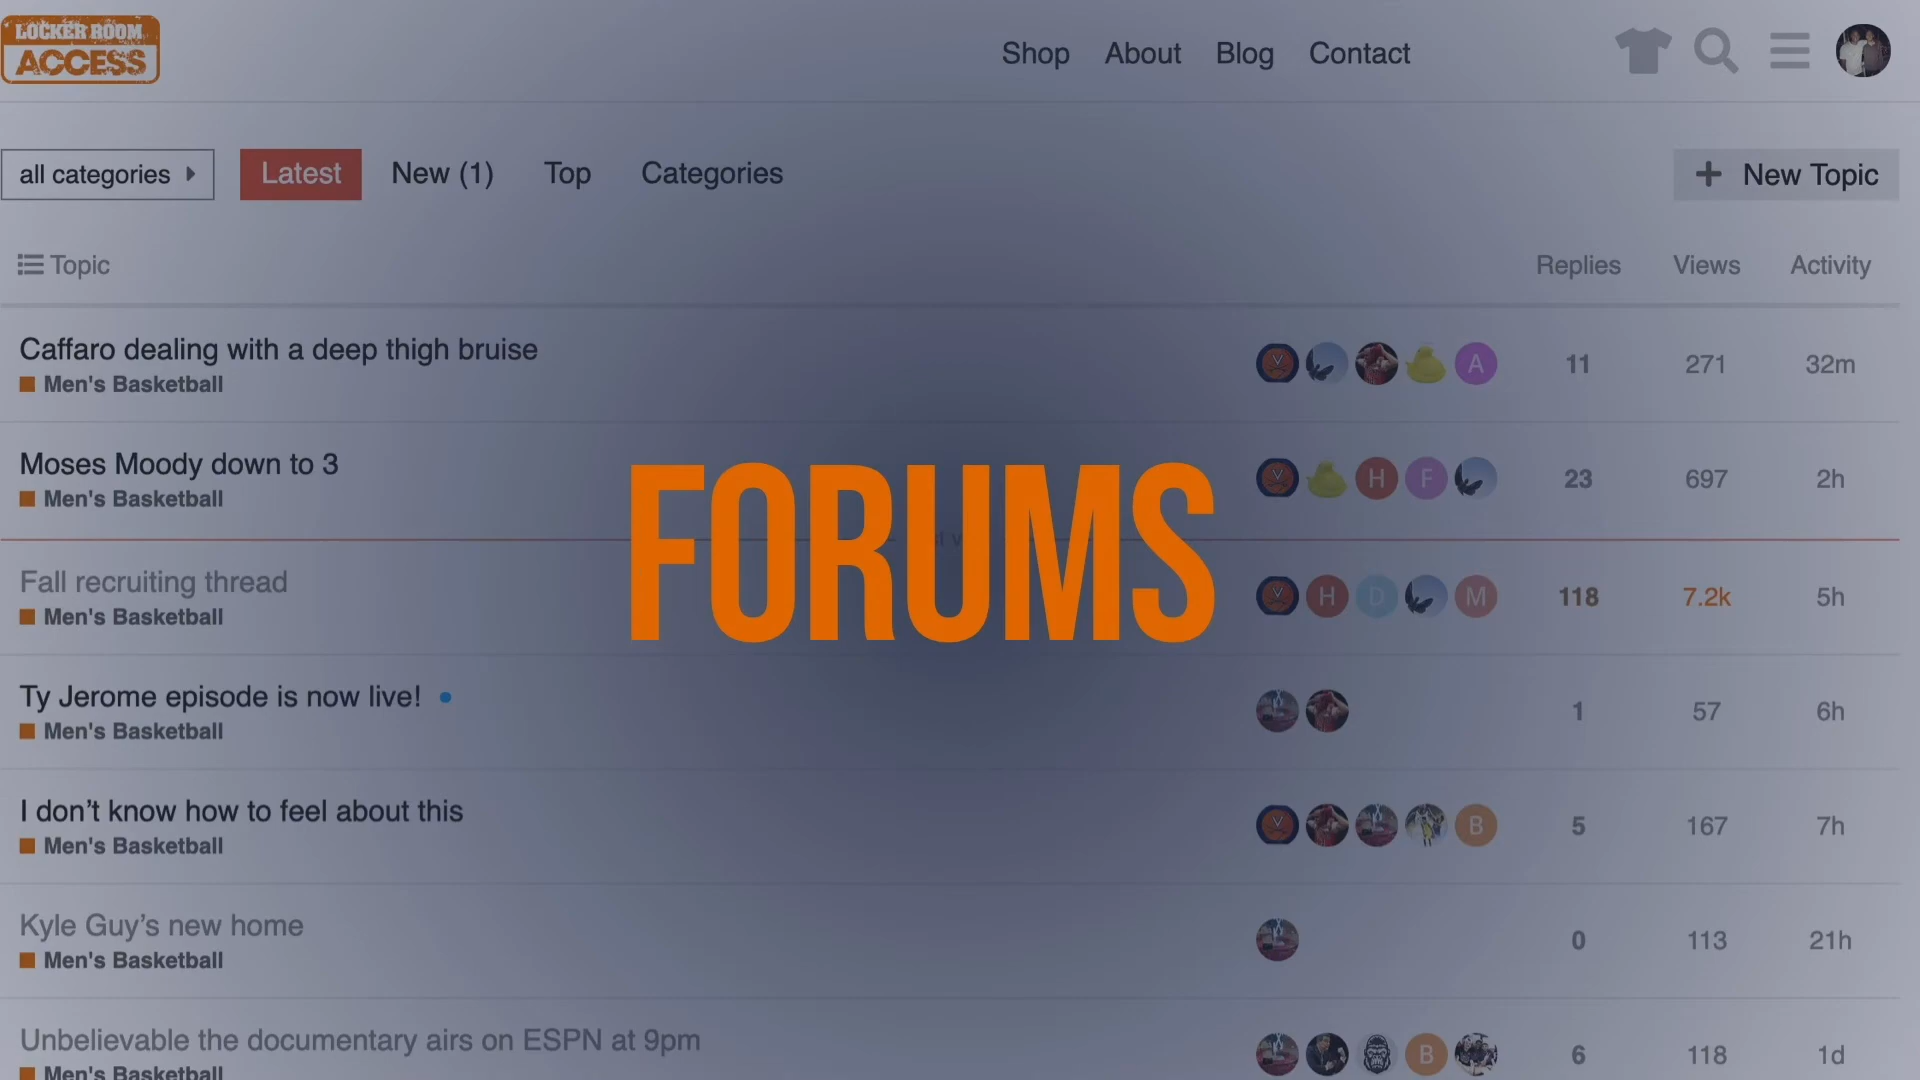 LOCKER ROOM
ACCESS
Shop About Blog Contact
all categories Latest New (1) Top Categories + New Topic
Topic Replies Views Activity
Caffaro dealing with a deep thigh bruise
Men's Basketball
A 11 271 32m
Moses Moody down to 3
Men's Basketball
H F 23 697 2h
FORUMS
Fall recruiting thread
Men's Basketball
H D M 118 7.2k 5h
Ty Jerome episode is now live!
Men's Basketball
1 57 6h
I don’t know how to feel about this
Men's Basketball
B 5 167 7h
Kyle Guy’s new home
Men's Basketball
0 113 21h
Unbelievable the documentary airs on ESPN at 9pm
Men's Basketball
B 6 118 1d